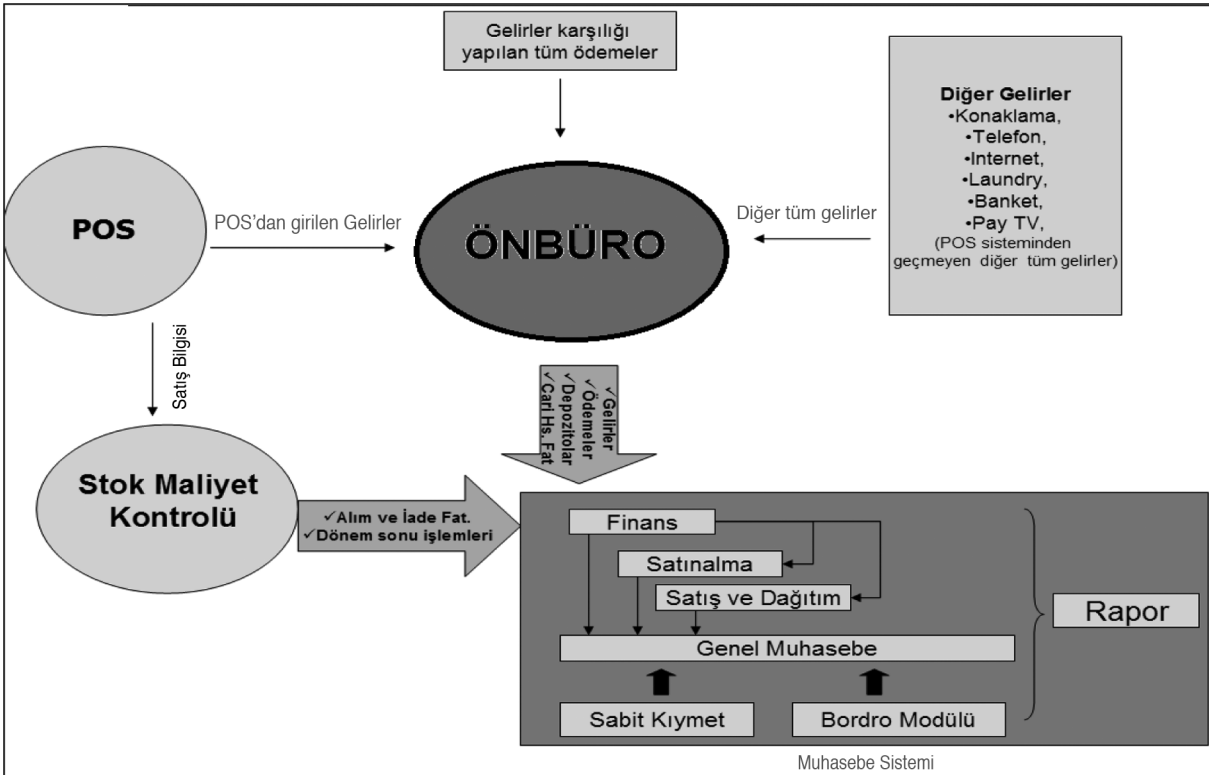 Gelirler karşılığı
yapılan tüm ödemeler
Diğer Gelirler
•Konaklama,
•Telefon,
•Internet,
•Laundry,
•Banket,
•Pay TV,
(POS sisteminden
geçmeyen diğer tüm gelirler)
POS
POS'dan girilen Gelirler
ÖNBÜRO
Diğer tüm gelirler
Satış Bilgisi
✓Gelirler
✓Ödemeler
✓Depozitolar
✓Cari Hs. Fat
Stok Maliyet
Kontrolü
✓Alım ve İade Fat.
✓Dönem sonu işlemleri
Finans
Satınalma
Satış ve Dağıtım
Genel Muhasebe
Sabit Kıymet
Bordro Modülü
Rapor
Muhasebe Sistemi